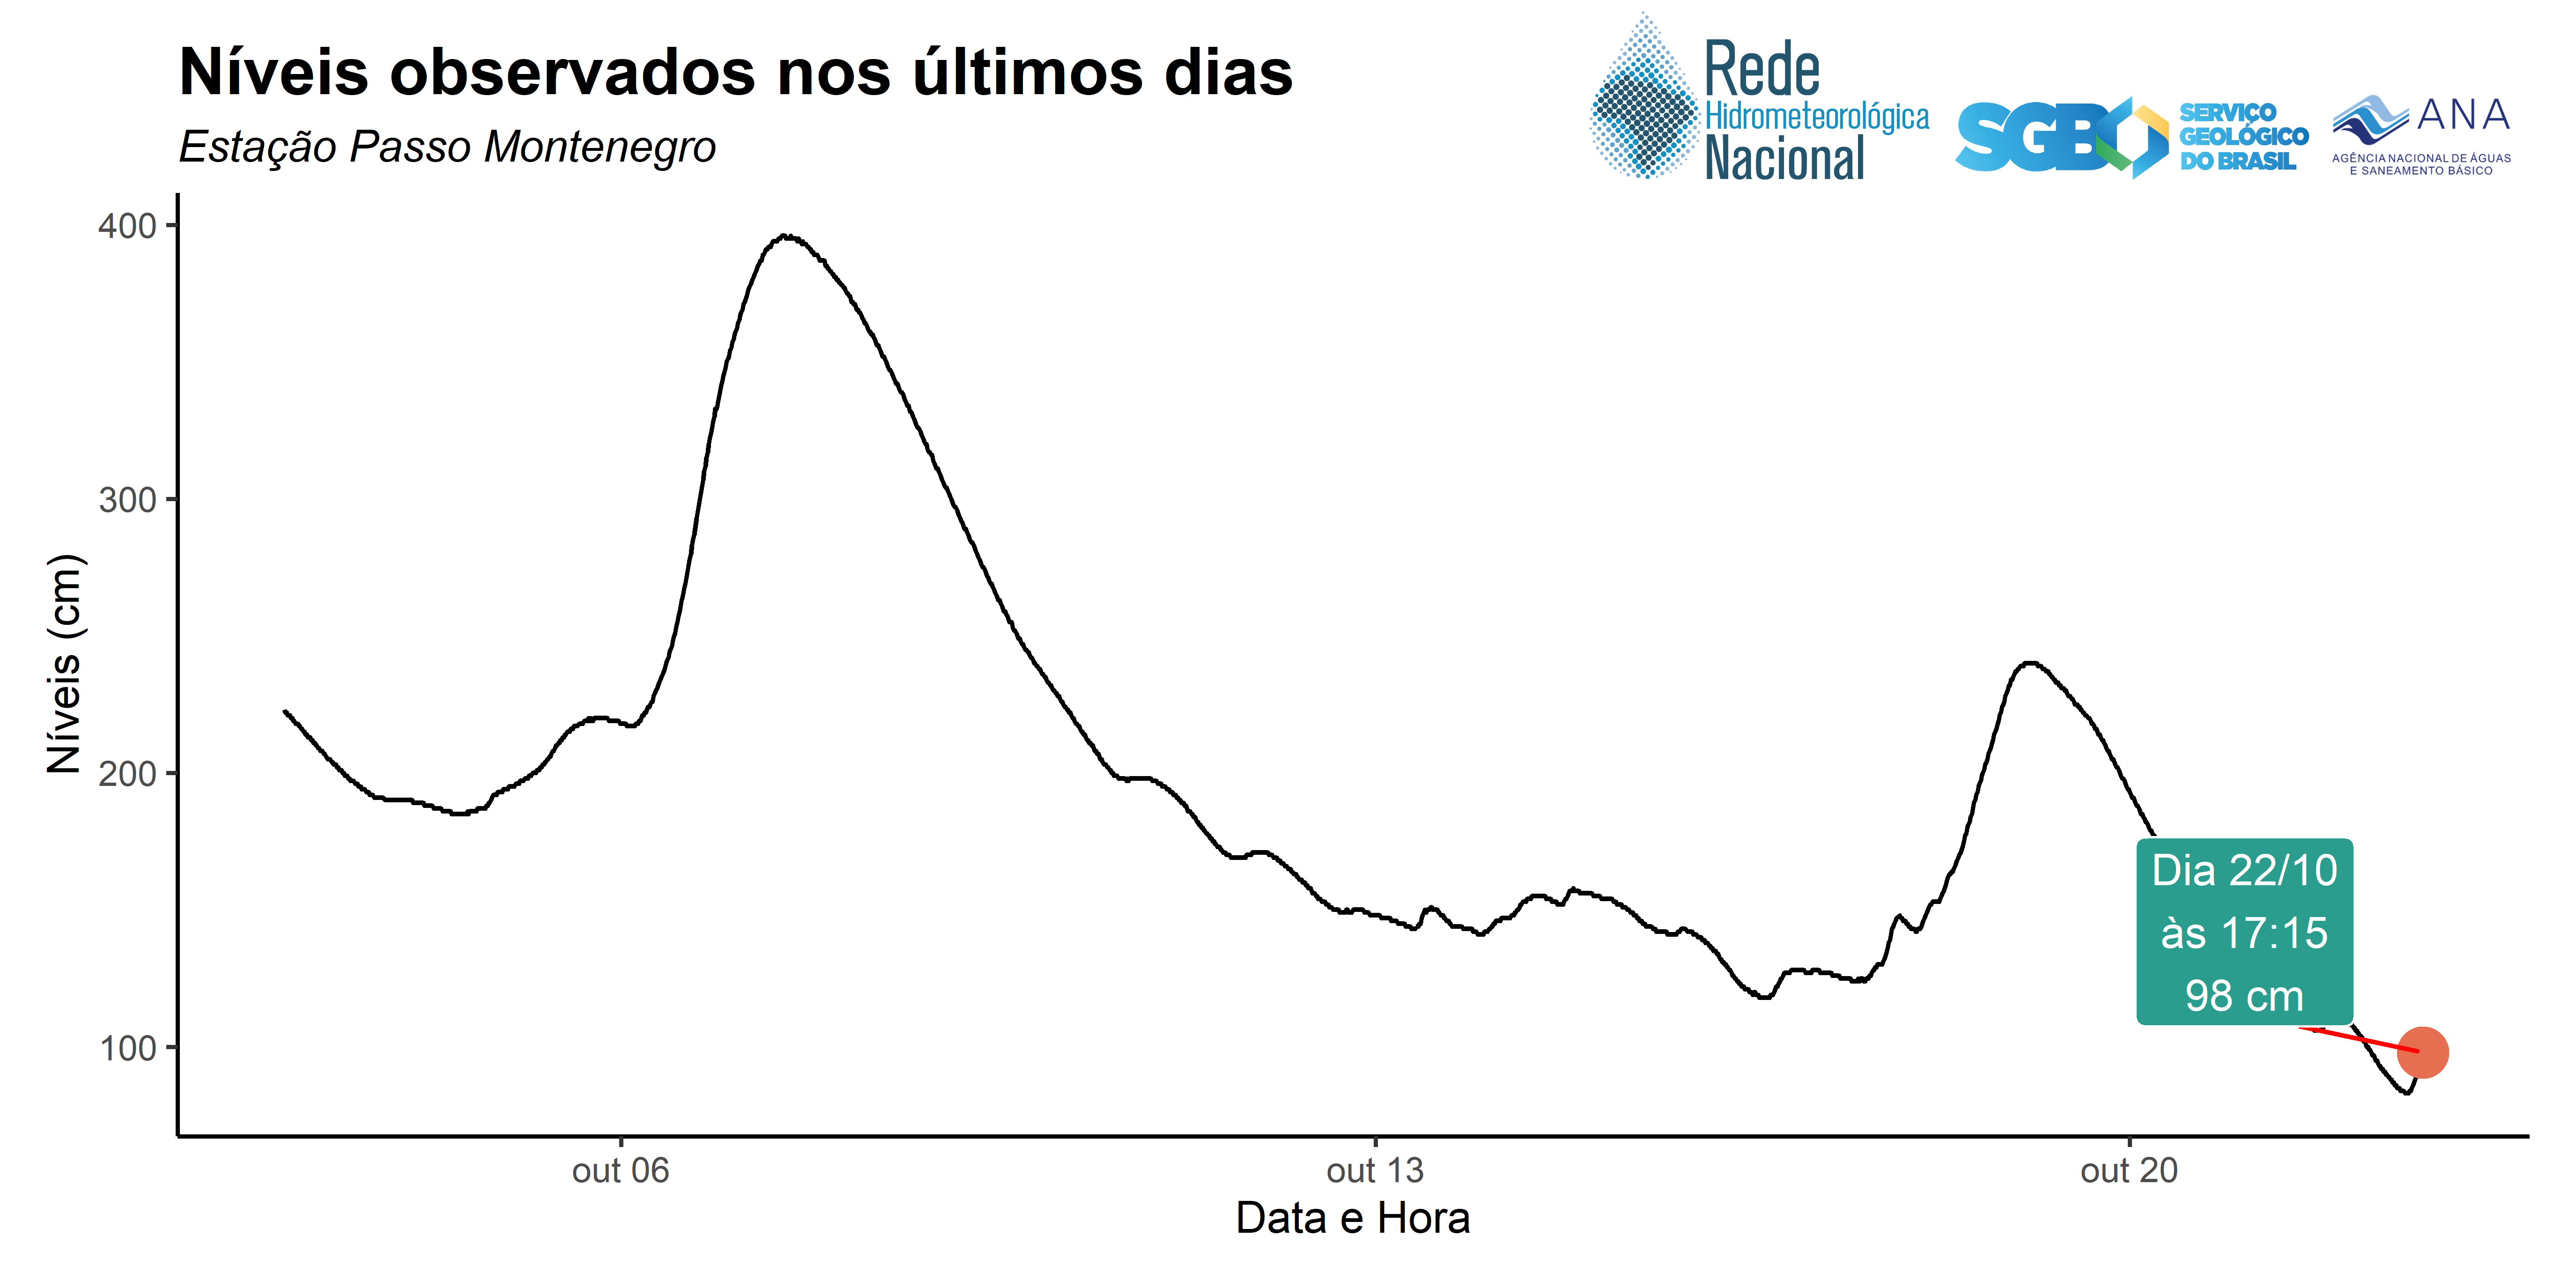 Níveis observados nos últimos dias
Estação Passo Montenegro
Rede
Hidrometeorológica
Nacional
SGB
SERVIÇO
GEOLÓGICO
DO BRASIL
ANA
AGÊNCIA NACIONAL DE ÁGUAS
E SANEAMENTO BÁSICO
400
300
200
100
Níveis (cm)
Dia 22/10
às 17:15
98 cm
out 06
out 13
out 20
Data e Hora